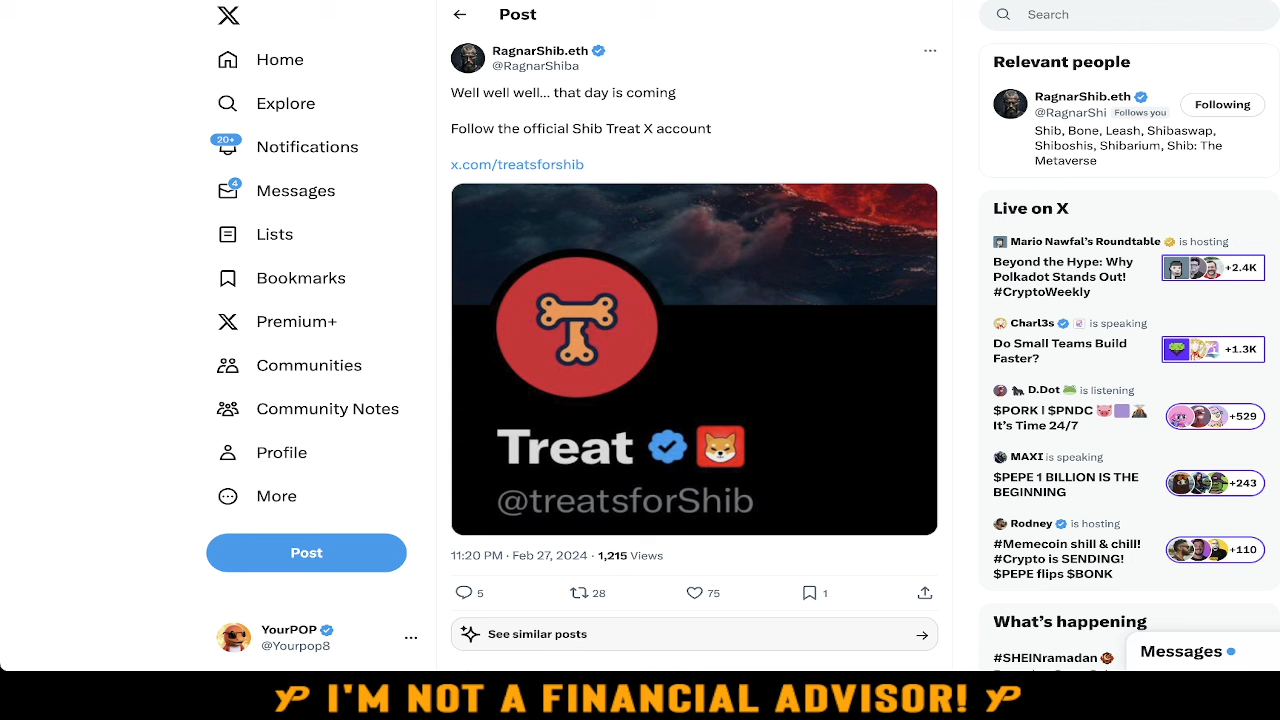 Home
Explore
20+
Notifications
4
Messages
Lists
Bookmarks
Premium+
Communities
Community Notes
Profile
More
Post
YourPOP
@Yourpop8
Post
RagnarShib.eth
@RagnarShiba
Well well well... that day is coming
Follow the official Shib Treat X account
x.com/treatsforshib
Treat
@treatsforShib
11:20 PM · Feb 27, 2024 · 1,215 Views
5
28
75
1
See similar posts
Search
Relevant people
RagnarShib.eth
@RagnarShi Follows you
Following
Shib, Bone, Leash, Shibaswap,
Shiboshis, Shibarium, Shib: The
Metaverse
Live on X
Mario Nawfal's Roundtable is hosting
Beyond the Hype: Why
Polkadot Stands Out!
#CryptoWeekly
+2.4K
Charl3s is speaking
Do Small Teams Build
Faster?
+1.3K
D.Dot is listening
$PORK | $PNDC
It's Time 24/7
+529
MAXI is speaking
$PEPE 1 BILLION IS THE
BEGINNING
+243
Rodney is hosting
#Memecoin shill & chill!
#Crypto is SENDING!
$PEPE flips $BONK
+110
What's happening
#SHEINramadan
Messages
YP I'M NOT A FINANCIAL ADVISOR! YP